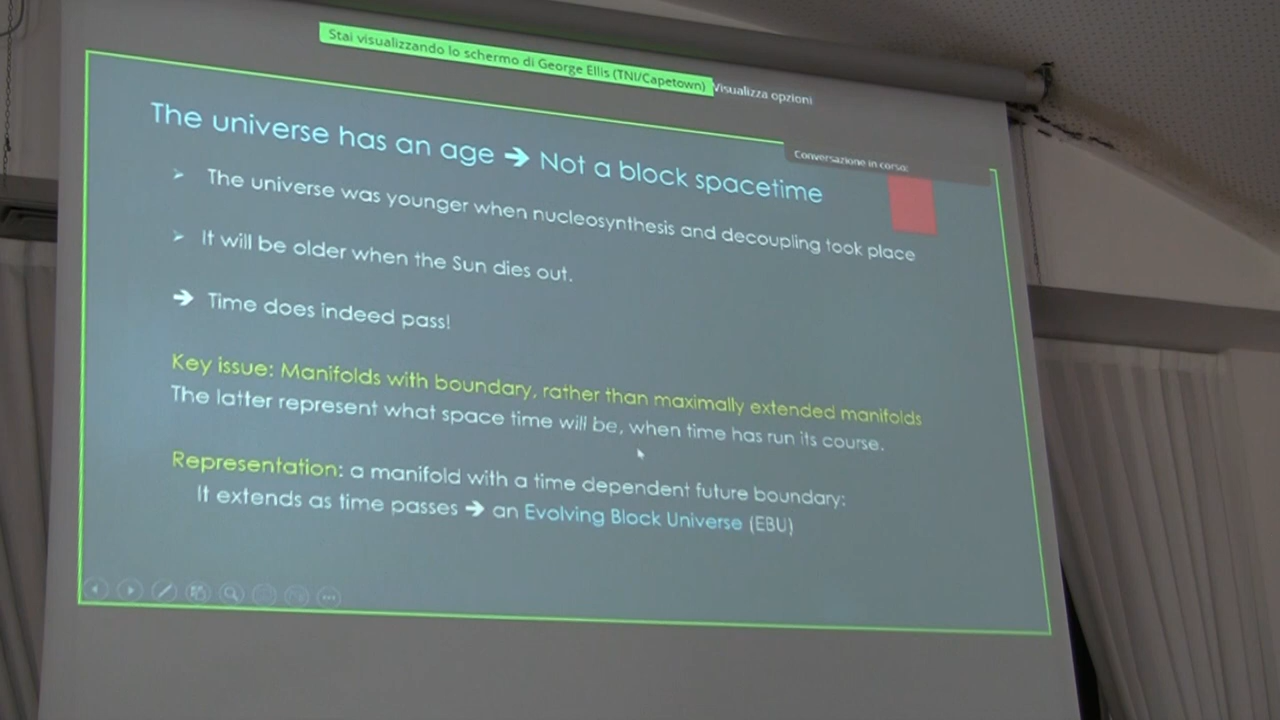 Stai visualizzando lo schermo di George Ellis (TNI/Capetown)
Visualizza opzioni
Conversazione in corso:
The universe has an age ➔ Not a block spacetime
➢ The universe was younger when nucleosynthesis and decoupling took place
➢ It will be older when the Sun dies out.
➔ Time does indeed pass!
Key issue: Manifolds with boundary, rather than maximally extended manifolds
The latter represent what space time will be, when time has run its course.
Representation: a manifold with a time dependent future boundary:
It extends as time passes ➔ an Evolving Block Universe (EBU)